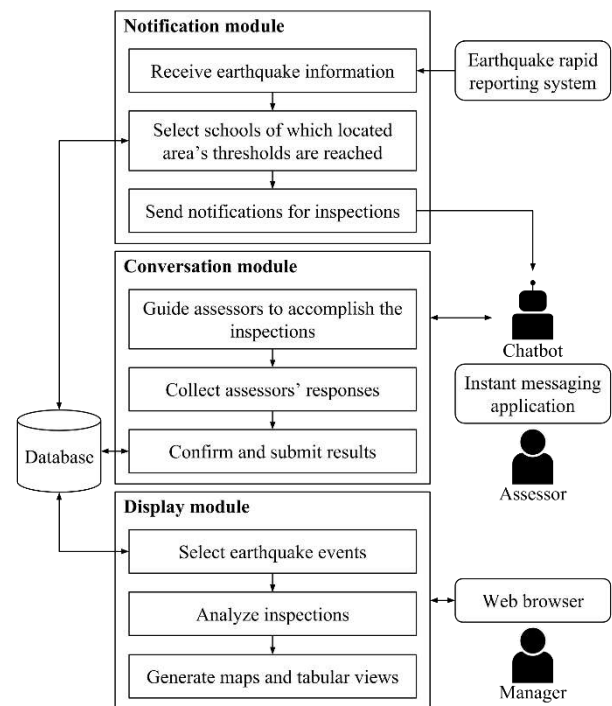 Notification module
Receive earthquake information
Earthquake rapid
reporting system
Select schools of which located
area's thresholds are reached
Send notifications for inspections
Conversation module
Guide assessors to accomplish the
inspections
Chatbot
Collect assessors' responses
Instant messaging
application
Database
Confirm and submit results
Assessor
Display module
Select earthquake events
Analyze inspections
Web browser
Generate maps and tabular views
Manager